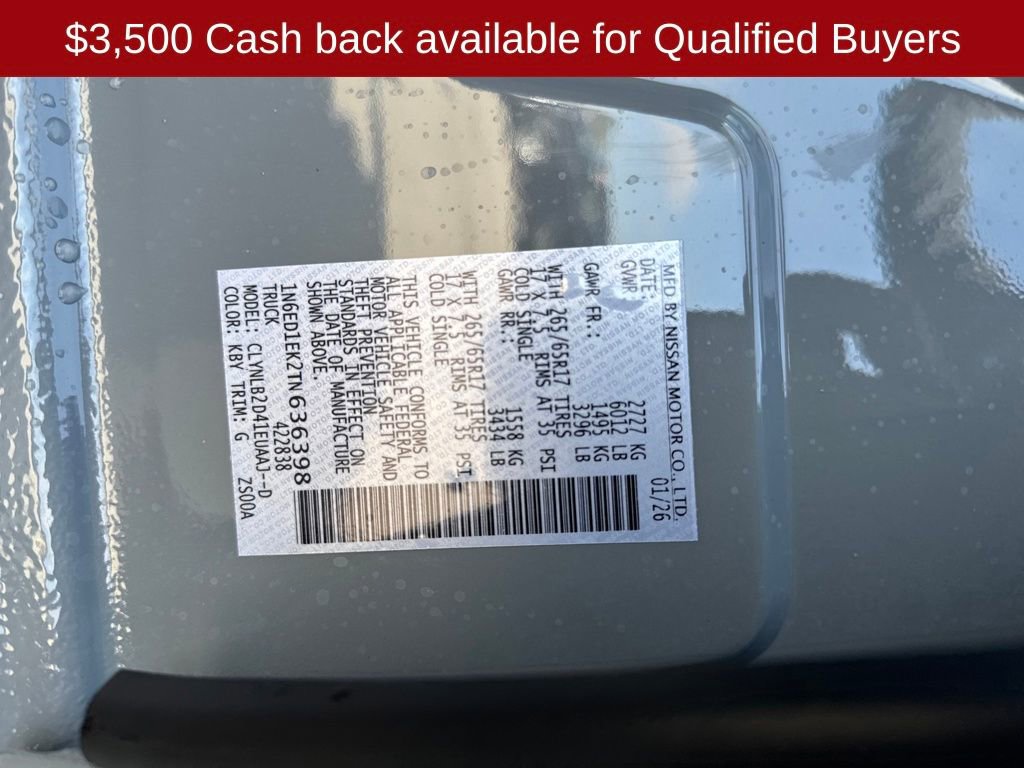 $3,500 Cash back available for Qualified Buyers
MFD BY NISSAN MOTOR CO., LTD.
DATE: 01/26
GVWR: 2727 KG
6012 LB
GAWR FR.: 1495 KG
3296 LB
WITH 265/65R17 TIRES
17 X 7.5 RIMS AT 35 PSI
COLD SINGLE
GAWR RR.: 1558 KG
3434 LB
WITH 265/65R17 TIRES
17 X 7.5 RIMS AT 35 PSI
COLD SINGLE
THIS VEHICLE CONFORMS TO
ALL APPLICABLE FEDERAL
MOTOR VEHICLE SAFETY AND
THEFT PREVENTION
STANDARDS IN EFFECT ON
THE DATE OF MANUFACTURE
SHOWN ABOVE.
1N6ED1EK2TN636398
TRUCK 422838
MODEL: CLYNLB2D41EUAAJ--D
COLOR: KBY TRIM: G ZS00A